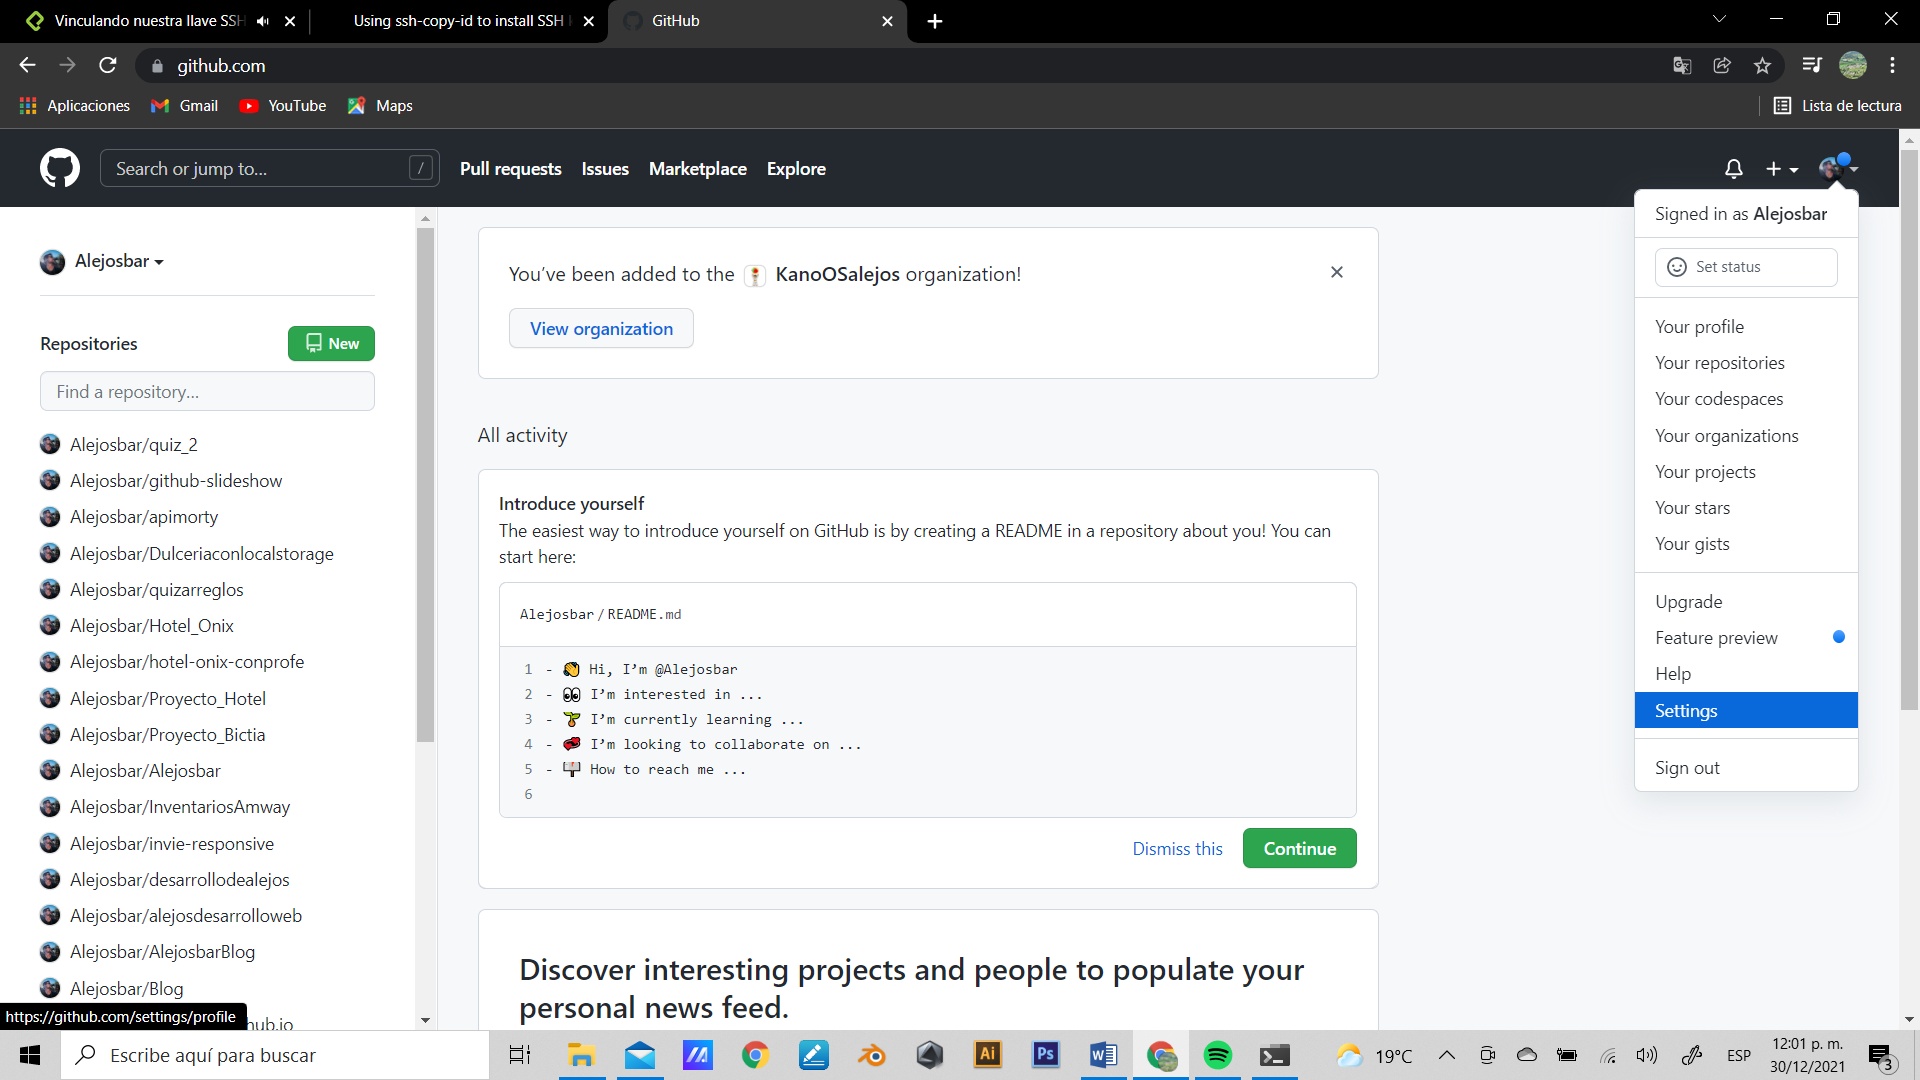 Vinculando nuestra llave SSH
Using ssh-copy-id to install SSH
GitHub
github.com
Aplicaciones
Gmail
YouTube
Maps
Lista de lectura
Search or jump to...
/
Pull requests
Issues
Marketplace
Explore
Signed in as Alejosbar
Set status
Your profile
Your repositories
Your codespaces
Your organizations
Your projects
Your stars
Your gists
Upgrade
Feature preview
Help
Settings
Sign out
Alejosbar
Repositories
New
Find a repository...
Alejosbar/quiz_2
Alejosbar/github-slideshow
Alejosbar/apimorty
Alejosbar/Dulceriaconlocalstorage
Alejosbar/quizarreglos
Alejosbar/Hotel_Onix
Alejosbar/hotel-onix-conprofe
Alejosbar/Proyecto_Hotel
Alejosbar/Proyecto_Bictia
Alejosbar/Alejosbar
Alejosbar/InventariosAmway
Alejosbar/invie-responsive
Alejosbar/desarrollodealejos
Alejosbar/alejosdesarrolloweb
Alejosbar/AlejosbarBlog
Alejosbar/Blog
hub.io
https://github.com/settings/profile
You’ve been added to the KanoOSalejos organization!
View organization
All activity
Introduce yourself
The easiest way to introduce yourself on GitHub is by creating a README in a repository about you! You can
start here:
Alejosbar / README.md
1 - 👋 Hi, I’m @Alejosbar
2 - 👀 I’m interested in ...
3 - 🌱 I’m currently learning ...
4 - 💞️ I’m looking to collaborate on ...
5 - 📫 How to reach me ...
6
Dismiss this
Continue
Discover interesting projects and people to populate your
personal news feed.
Escribe aquí para buscar
Ai
Ps
19°C
ESP
12:01 p. m.
30/12/2021
3